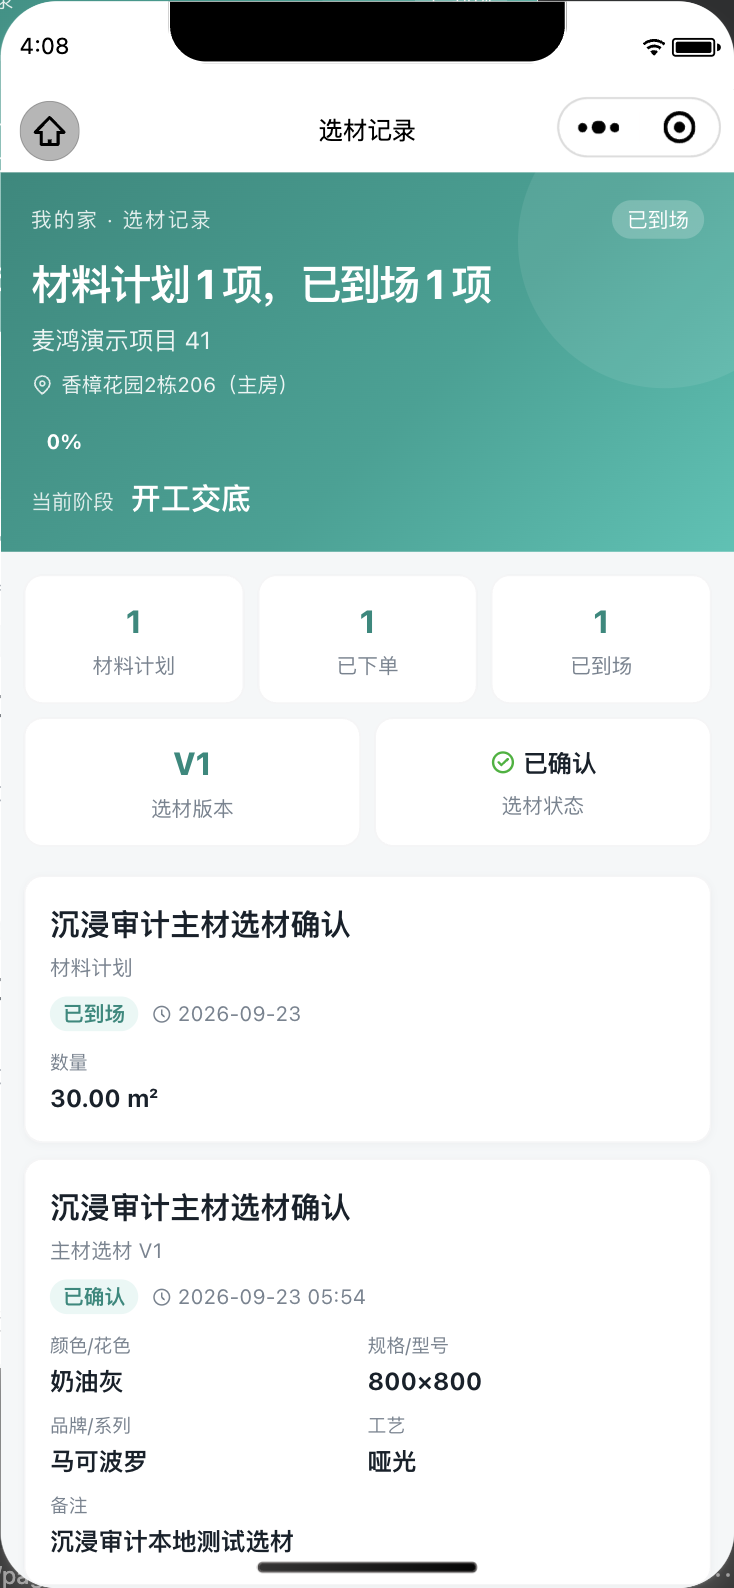 4:08
选材记录
我的家 · 选材记录
已到场
材料计划1项，已到场1项
麦鸿演示项目 41
香樟花园2栋206（主房）
0%
当前阶段 开工交底
1
材料计划
1
已下单
1
已到场
V1
选材版本
已确认
选材状态
沉浸审计主材选材确认
材料计划
已到场 2026-09-23
数量
30.00 m²
沉浸审计主材选材确认
主材选材 V1
已确认 2026-09-23 05:54
颜色/花色 规格/型号
奶油灰 800×800
品牌/系列 工艺
马可波罗 哑光
备注
沉浸审计本地测试选材